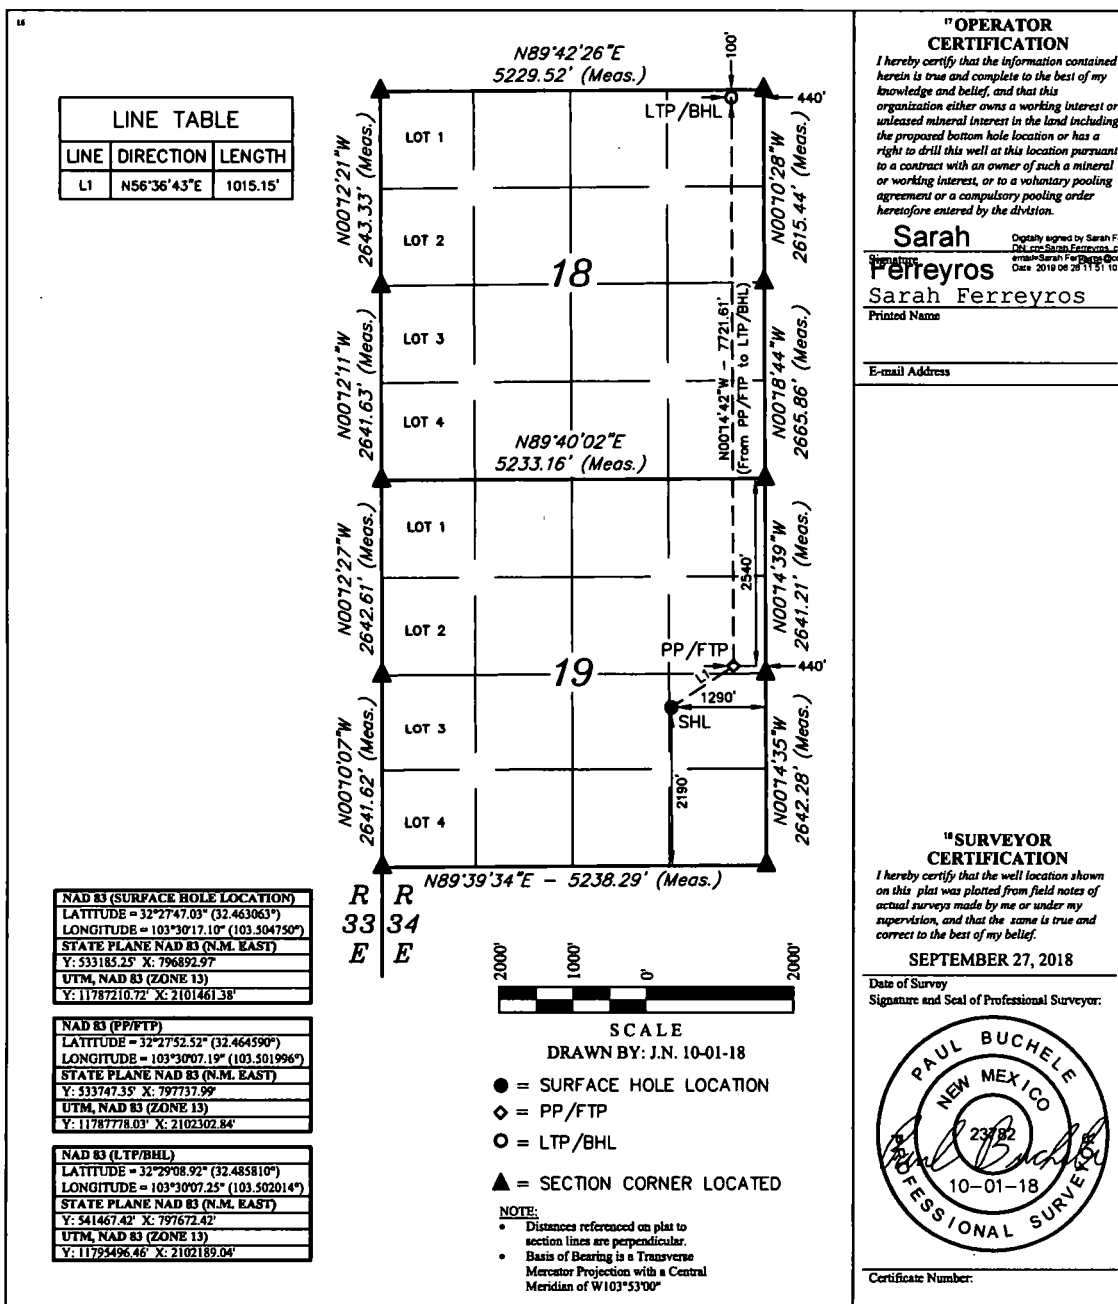 16
LINE TABLE
LINE DIRECTION LENGTH
L1 N56°36'43"E 1015.15'
N89°42'26"E
5229.52' (Meas.)
100'
LTP/BHL
440'
LOT 1
LOT 2
LOT 3
LOT 4
18
N00°12'21"W
2643.33' (Meas.)
N00°12'11"W
2641.63' (Meas.)
N00°10'28"W
2615.44' (Meas.)
N00°18'44"W
2665.86' (Meas.)
N00°14'42"W - 7721.61'
(From PP/FTP to LTP/BHL)
N89°40'02"E
5233.16' (Meas.)
LOT 1
LOT 2
LOT 3
LOT 4
19
N00°12'27"W
2642.61' (Meas.)
N00°10'07"W
2641.62' (Meas.)
N00°14'39"W
2641.21' (Meas.)
N00°14'35"W
2642.28' (Meas.)
2540'
PP/FTP
440'
L1
1290'
SHL
2190'
N89°39'34"E - 5238.29' (Meas.)
R R
33 34
E E
NAD 83 (SURFACE HOLE LOCATION)
LATITUDE = 32°27'47.03" (32.463063°)
LONGITUDE = 103°30'17.10" (103.504750°)
STATE PLANE NAD 83 (N.M. EAST)
Y: 533185.25' X: 796892.97'
UTM, NAD 83 (ZONE 13)
Y: 11787210.72' X: 2101461.38'
NAD 83 (PP/FTP)
LATITUDE = 32°27'52.52" (32.464590°)
LONGITUDE = 103°30'07.19" (103.501996°)
STATE PLANE NAD 83 (N.M. EAST)
Y: 533747.35' X: 797737.99'
UTM, NAD 83 (ZONE 13)
Y: 11787778.03' X: 2102302.84'
NAD 83 (LTP/BHL)
LATITUDE = 32°29'08.92" (32.485810°)
LONGITUDE = 103°30'07.25" (103.502014°)
STATE PLANE NAD 83 (N.M. EAST)
Y: 541467.42' X: 797672.42'
UTM, NAD 83 (ZONE 13)
Y: 11795496.46' X: 2102189.04'
2000' 1000' 0' 2000'
SCALE
DRAWN BY: J.N. 10-01-18
= SURFACE HOLE LOCATION
= PP/FTP
= LTP/BHL
= SECTION CORNER LOCATED
NOTE:
• Distances referenced on plat to
section lines are perpendicular.
• Basis of Bearing is a Transverse
Mercator Projection with a Central
Meridian of W103°53'00"
17 OPERATOR
CERTIFICATION
I hereby certify that the information contained
herein is true and complete to the best of my
knowledge and belief, and that this
organization either owns a working interest or
unleased mineral interest in the land including
the proposed bottom hole location or has a
right to drill this well at this location pursuant
to a contract with an owner of such a mineral
or working interest, or to a voluntary pooling
agreement or a compulsory pooling order
heretofore entered by the division.
Sarah
Ferreyros
Digitally signed by Sarah F
Signature
Sarah Ferreyros
Printed Name
E-mail Address
18 SURVEYOR
CERTIFICATION
I hereby certify that the well location shown
on this plat was plotted from field notes of
actual surveys made by me or under my
supervision, and that the same is true and
correct to the best of my belief.
SEPTEMBER 27, 2018
Date of Survey
Signature and Seal of Professional Surveyor:
PAUL BUCHELE
NEW MEXICO
23782
Paul Buchele
10-01-18
PROFESSIONAL SURVEYOR
Certificate Number: